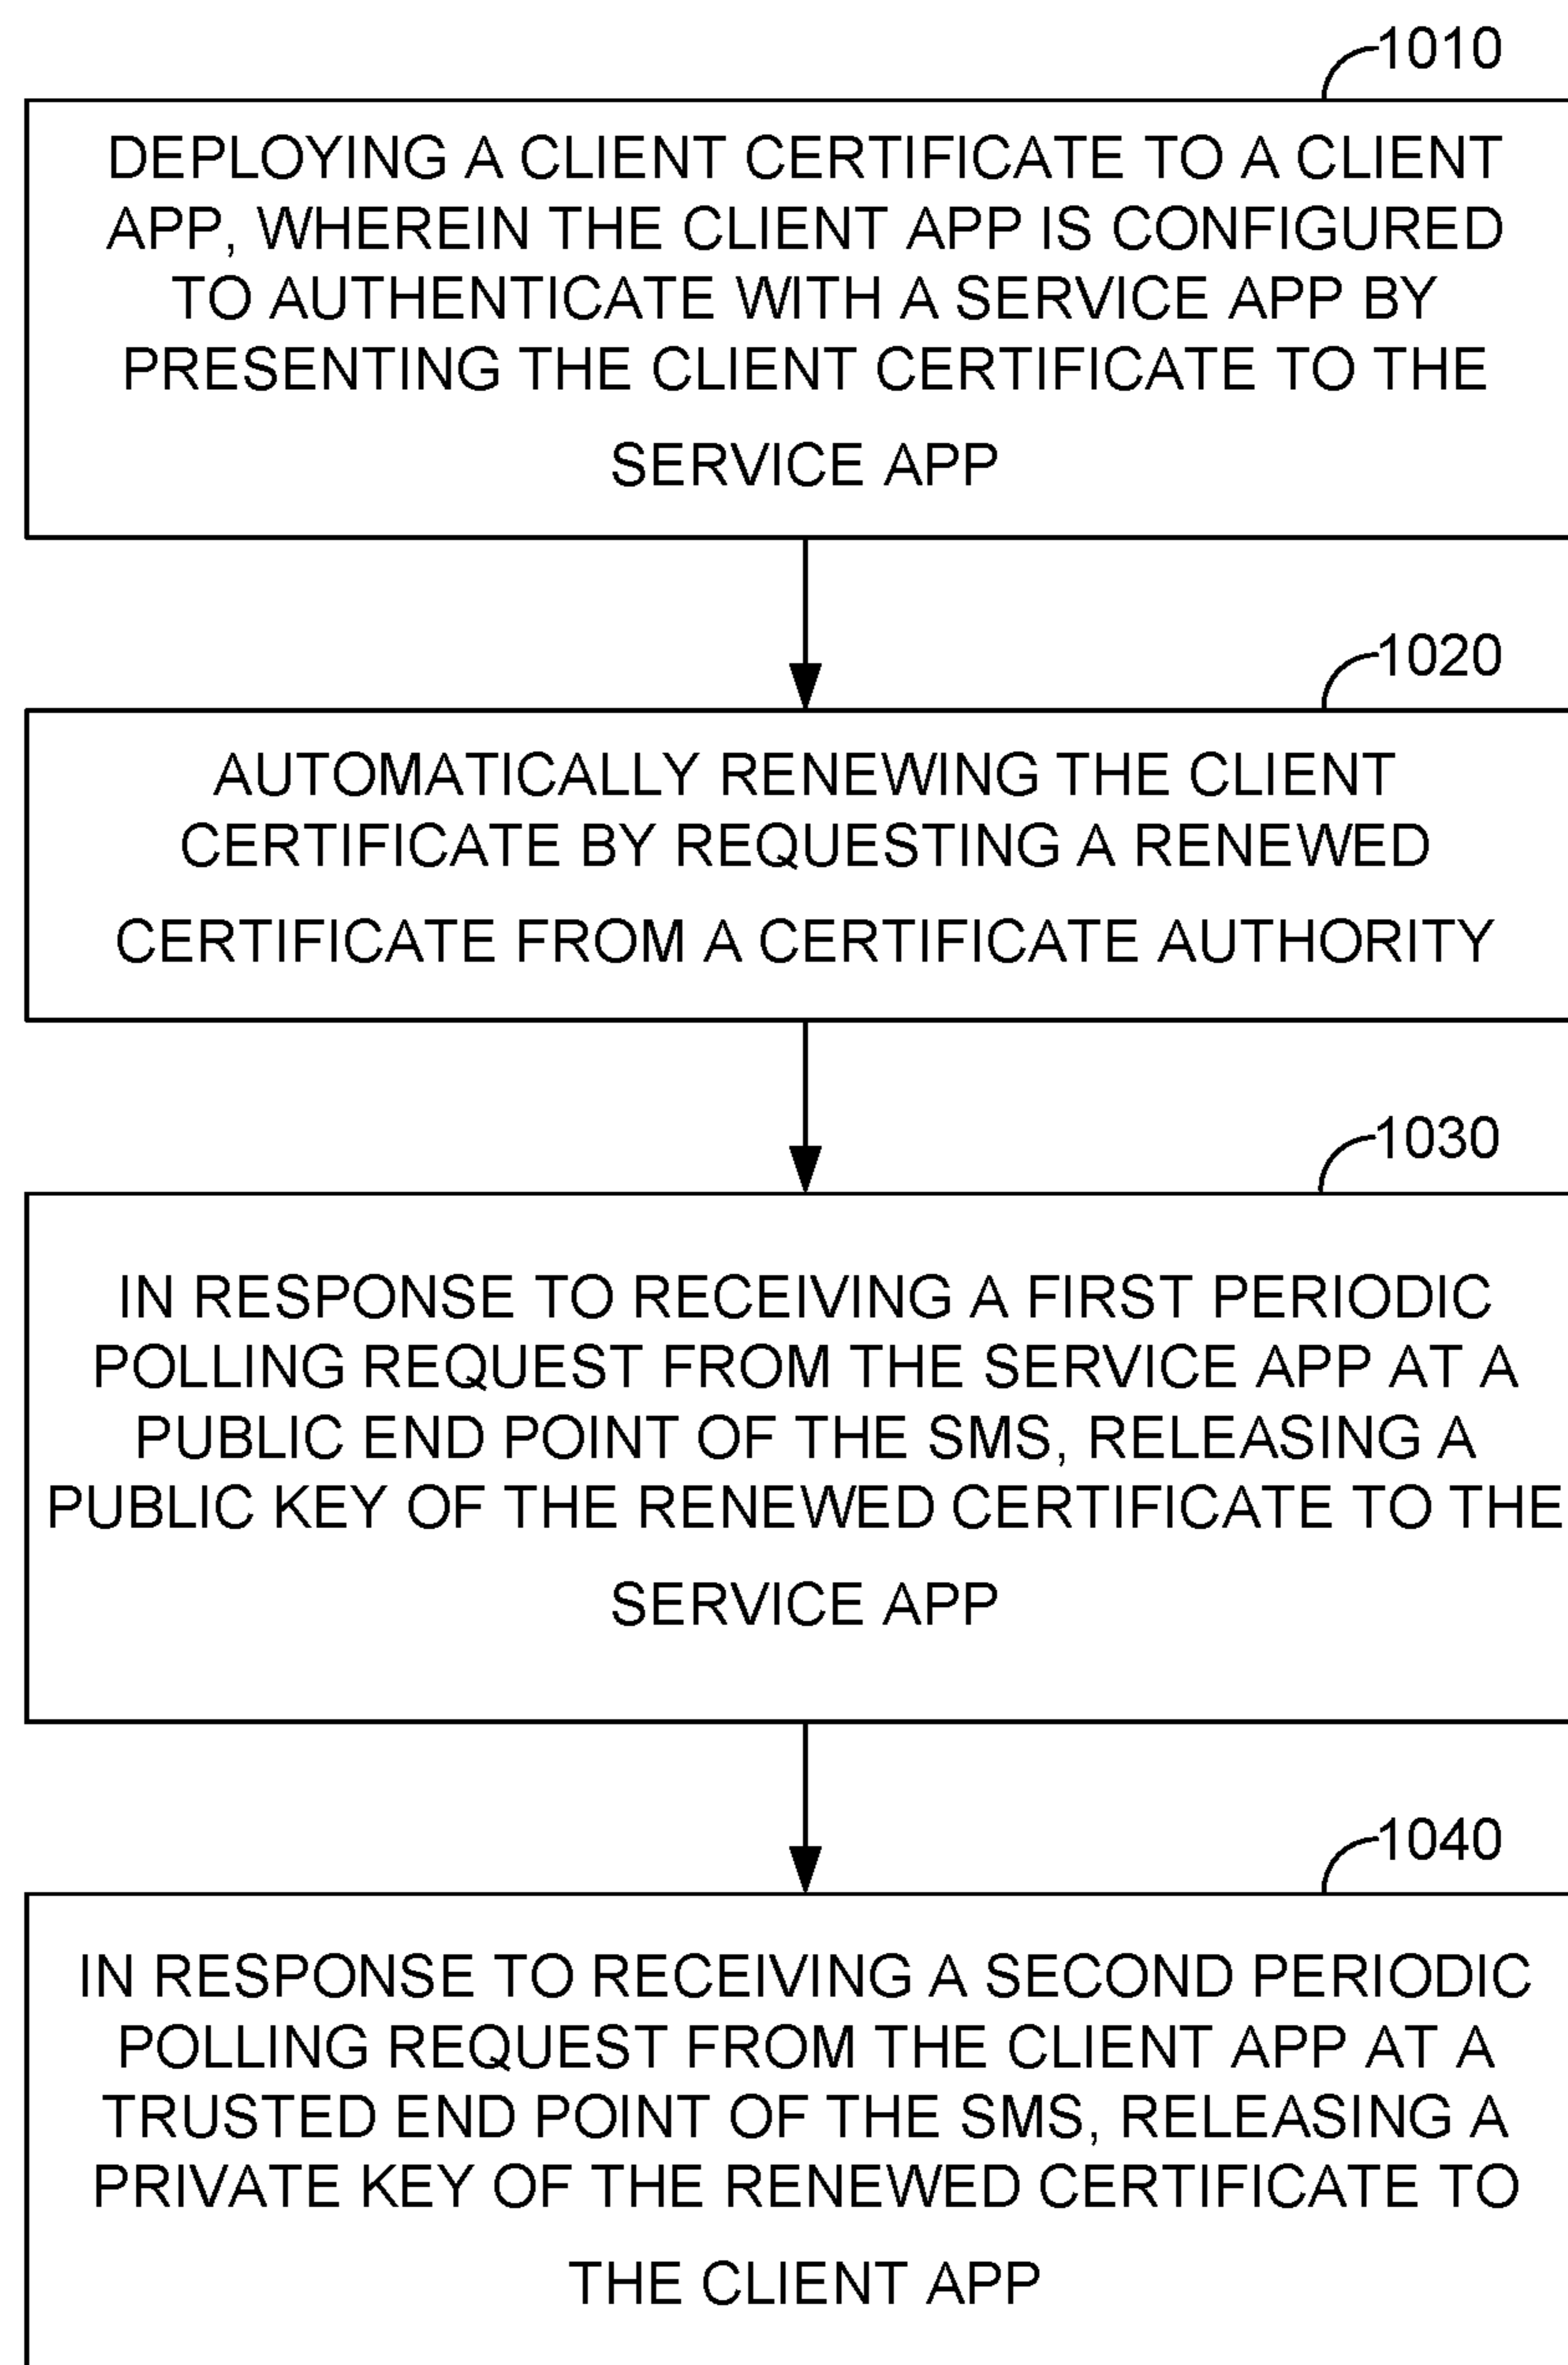 1010
DEPLOYING A CLIENT CERTIFICATE TO A CLIENT
APP, WHEREIN THE CLIENT APP IS CONFIGURED
TO AUTHENTICATE WITH A SERVICE APP BY
PRESENTING THE CLIENT CERTIFICATE TO THE
SERVICE APP
1020
AUTOMATICALLY RENEWING THE CLIENT
CERTIFICATE BY REQUESTING A RENEWED
CERTIFICATE FROM A CERTIFICATE AUTHORITY
1030
IN RESPONSE TO RECEIVING A FIRST PERIODIC
POLLING REQUEST FROM THE SERVICE APP AT A
PUBLIC END POINT OF THE SMS, RELEASING A
PUBLIC KEY OF THE RENEWED CERTIFICATE TO THE
SERVICE APP
1040
IN RESPONSE TO RECEIVING A SECOND PERIODIC
POLLING REQUEST FROM THE CLIENT APP AT A
TRUSTED END POINT OF THE SMS, RELEASING A
PRIVATE KEY OF THE RENEWED CERTIFICATE TO
THE CLIENT APP